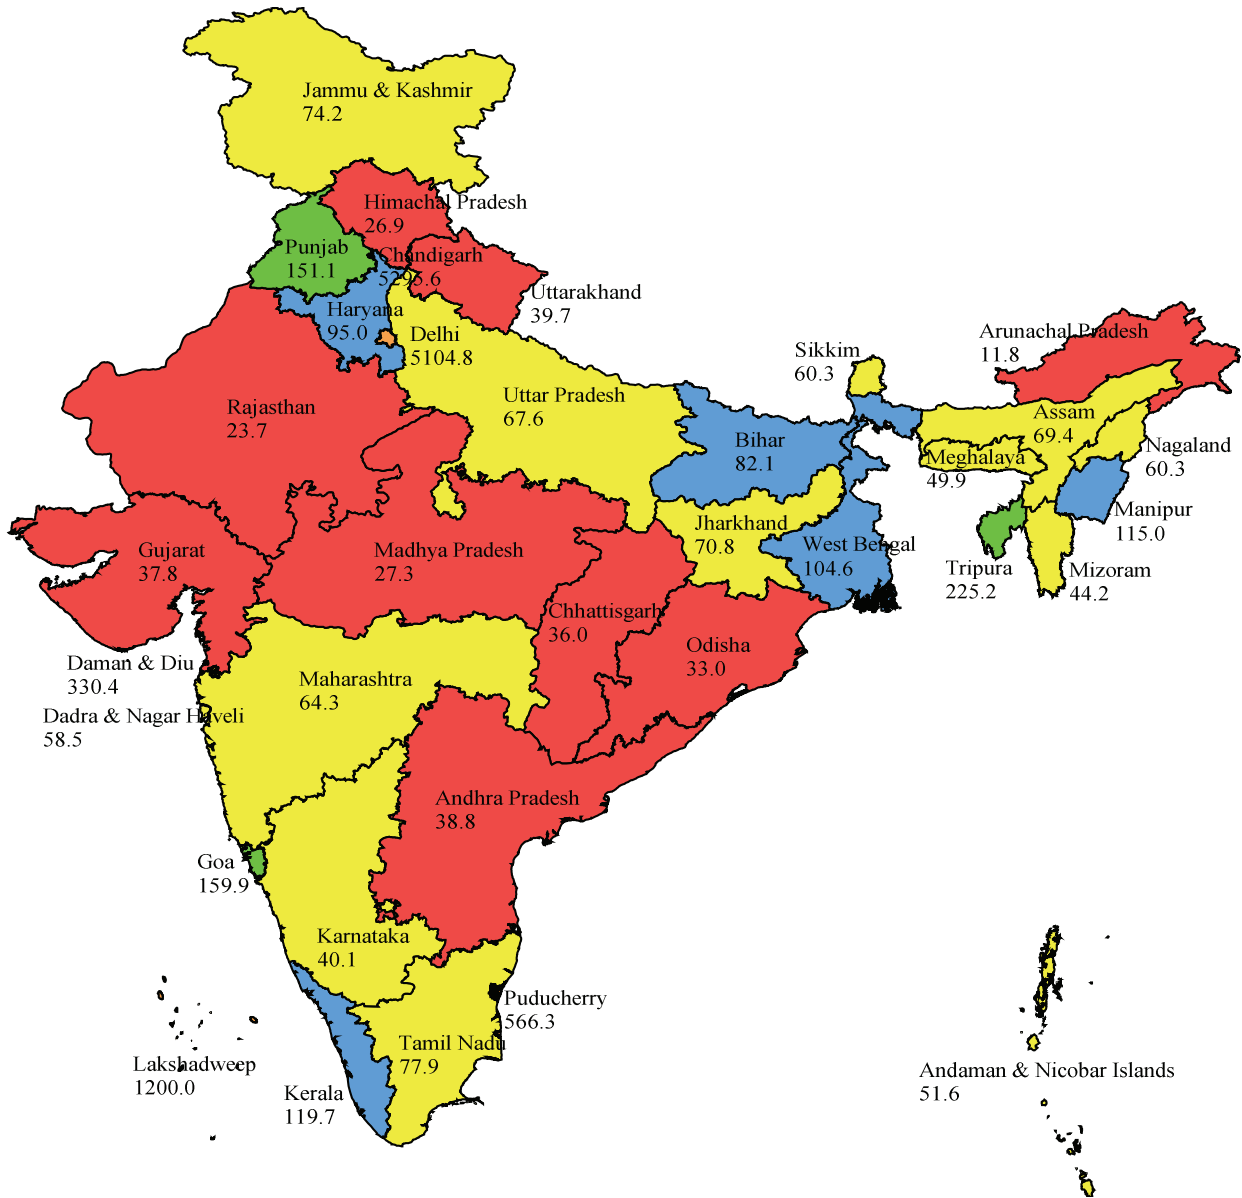 Jammu & Kashmir
74.2
Himachal Pradesh
26.9
Punjab
151.1
Chandigarh
5295.6
Uttarakhand
39.7
Haryana
95.0
Delhi
5104.8
Arunachal Pradesh
11.8
Sikkim
60.3
Uttar Pradesh
67.6
Rajasthan
23.7
Assam
69.4
Bihar
82.1
Nagaland
60.3
Meghalaya
49.9
Manipur
115.0
Jharkhand
70.8
West Bengal
104.6
Gujarat
37.8
Madhya Pradesh
27.3
Tripura
225.2
Mizoram
44.2
Chhattisgarh
36.0
Odisha
33.0
Daman & Diu
330.4
Maharashtra
64.3
Dadra & Nagar Haveli
58.5
Andhra Pradesh
38.8
Goa
159.9
Karnataka
40.1
Puducherry
566.3
Tamil Nadu
77.9
Lakshadweep
1200.0
Kerala
119.7
Andaman & Nicobar Islands
51.6